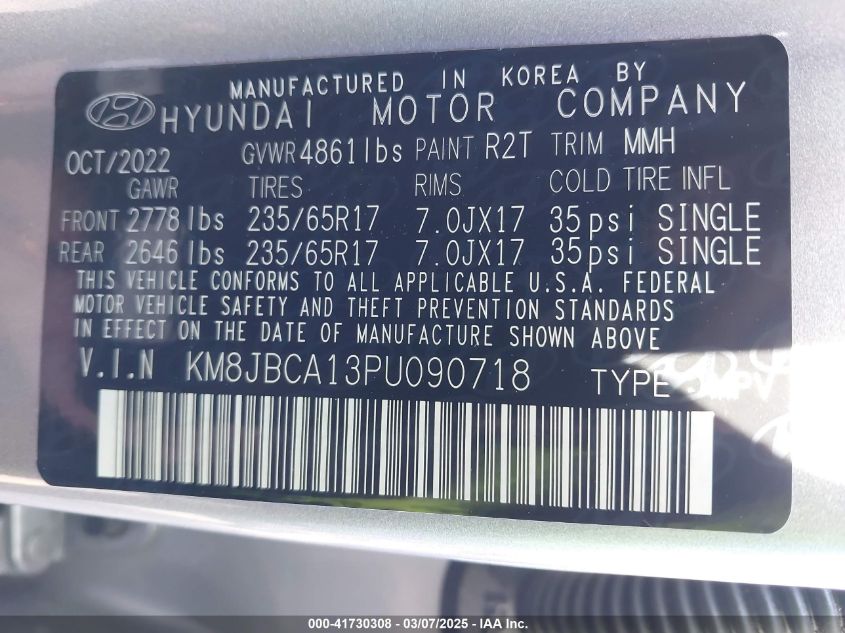 MANUFACTURED IN KOREA BY
HYUNDAI MOTOR COMPANY
OCT/2022 GVWR 4861lbs PAINT R2T TRIM MMH
GAWR TIRES RIMS COLD TIRE INFL
FRONT 2778 lbs 235/65R17 7.0JX17 35psi SINGLE
REAR 2646 lbs 235/65R17 7.0JX17 35psi SINGLE
THIS VEHICLE CONFORMS TO ALL APPLICABLE U.S.A. FEDERAL
MOTOR VEHICLE SAFETY AND THEFT PREVENTION STANDARDS
IN EFFECT ON THE DATE OF MANUFACTURE SHOWN ABOVE
V.I.N KM8JBCA13PU090718 TYPE MPV
000-41730308 - 03/07/2025 - IAA Inc.